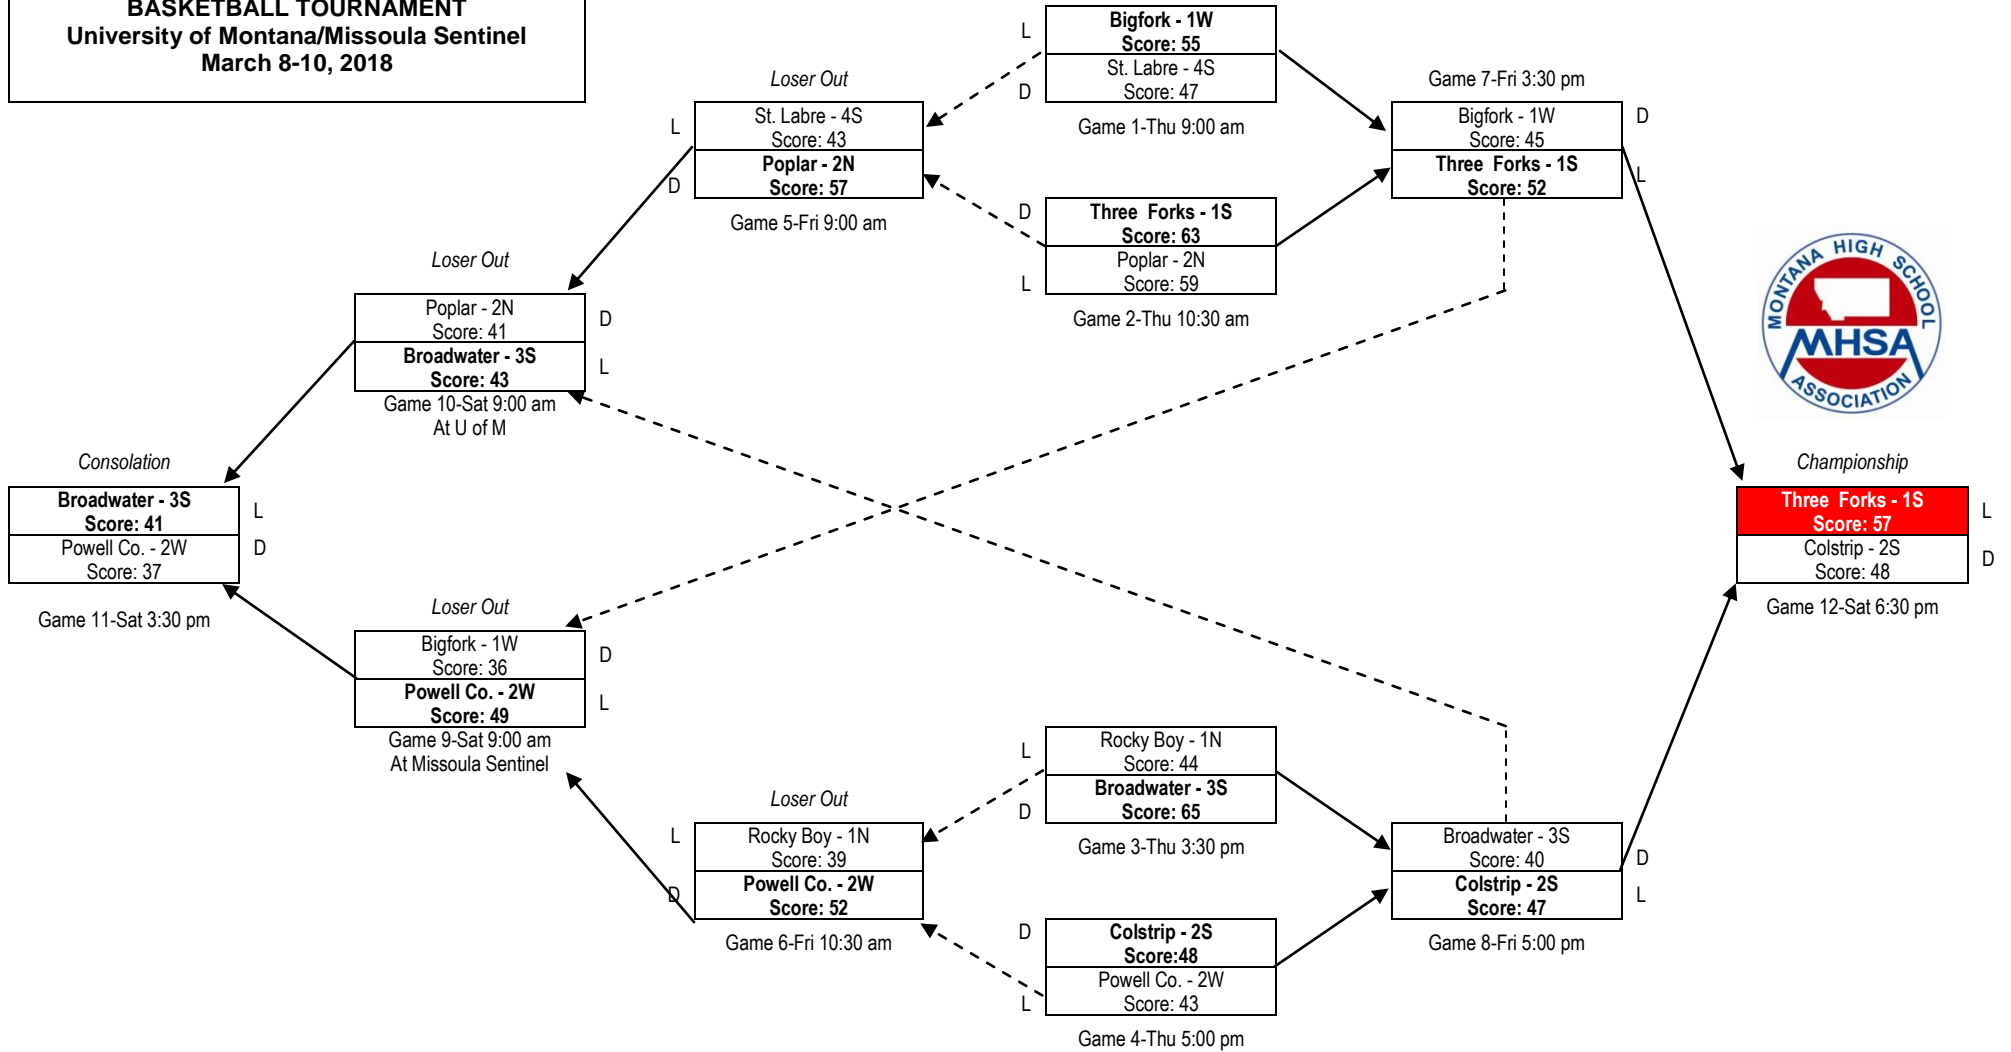 BASKETBALL TOURNAMENT
University of Montana/Missoula Sentinel
March 8-10, 2018
L
Bigfork - 1W
Score: 55
D
St. Labre - 4S
Score: 47
Game 1-Thu 9:00 am
D
Three Forks - 1S
Score: 63
L
Poplar - 2N
Score: 59
Game 2-Thu 10:30 am
Loser Out
L
St. Labre - 4S
Score: 43
D
Poplar - 2N
Score: 57
Game 5-Fri 9:00 am
Game 7-Fri 3:30 pm
Bigfork - 1W
Score: 45
D
Three Forks - 1S
Score: 52
L
Loser Out
Poplar - 2N
Score: 41
D
Broadwater - 3S
Score: 43
L
Game 10-Sat 9:00 am
At U of M
MONTANA HIGH SCHOOL
MHSA
ASSOCIATION
Consolation
Broadwater - 3S
Score: 41
L
Powell Co. - 2W
Score: 37
D
Game 11-Sat 3:30 pm
Championship
Three Forks - 1S
Score: 57
L
Colstrip - 2S
Score: 48
D
Game 12-Sat 6:30 pm
Loser Out
Bigfork - 1W
Score: 36
D
Powell Co. - 2W
Score: 49
L
Game 9-Sat 9:00 am
At Missoula Sentinel
L
Rocky Boy - 1N
Score: 44
D
Broadwater - 3S
Score: 65
Game 3-Thu 3:30 pm
Loser Out
L
Rocky Boy - 1N
Score: 39
D
Powell Co. - 2W
Score: 52
Game 6-Fri 10:30 am
Broadwater - 3S
Score: 40
D
Colstrip - 2S
Score: 47
L
Game 8-Fri 5:00 pm
D
Colstrip - 2S
Score:48
L
Powell Co. - 2W
Score: 43
Game 4-Thu 5:00 pm